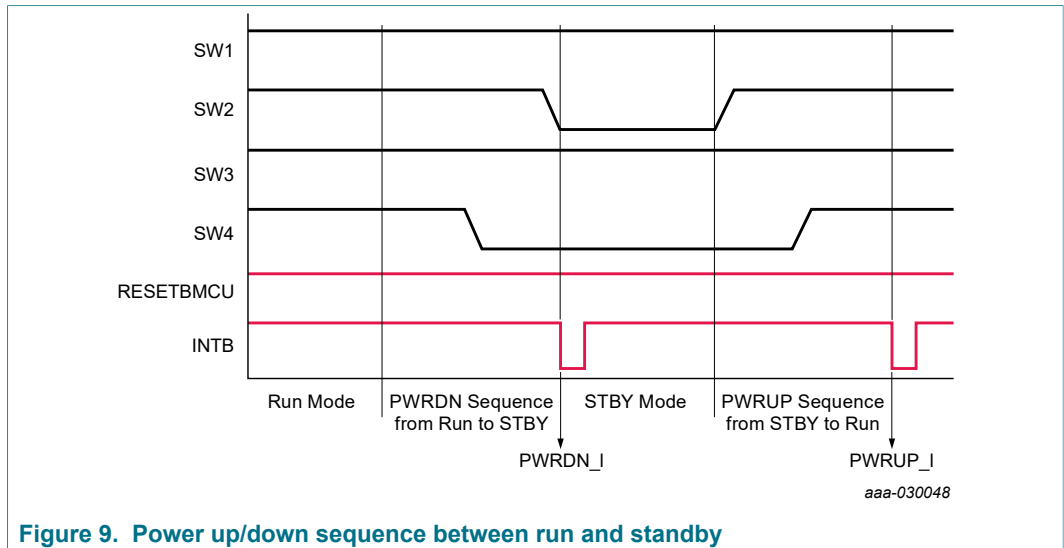 SW1
SW2
SW3
SW4
RESETBMCU
INTB
Run Mode
PWRDN Sequence
from Run to STBY
STBY Mode
PWRUP Sequence
from STBY to Run
PWRDN_I
PWRUP_I
aaa-030048
Figure 9. Power up/down sequence between run and standby